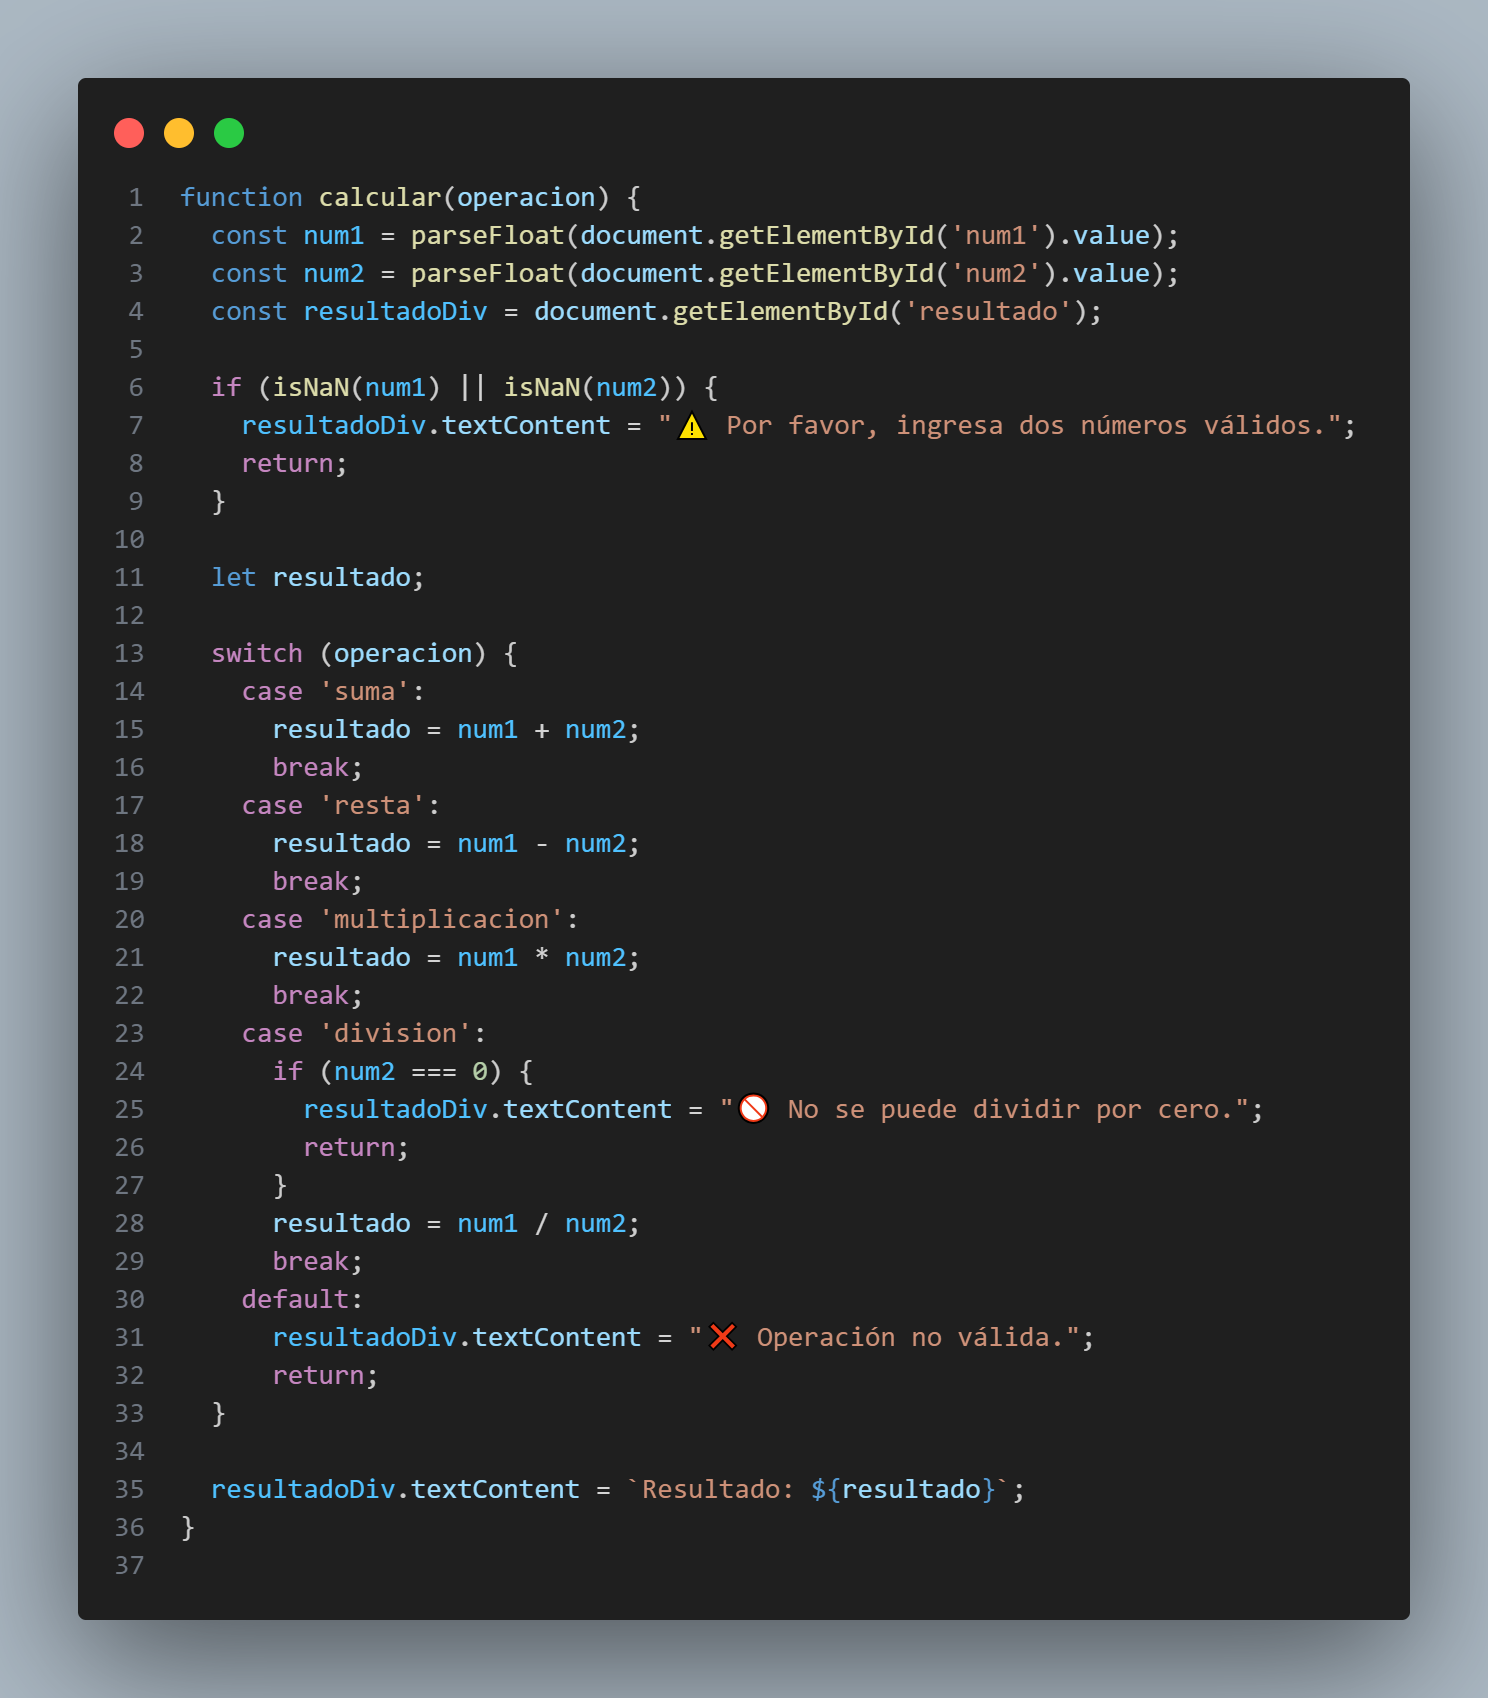 1 function calcular(operacion) {
2   const num1 = parseFloat(document.getElementById('num1').value);
3   const num2 = parseFloat(document.getElementById('num2').value);
4   const resultadoDiv = document.getElementById('resultado');
5
6   if (isNaN(num1) || isNaN(num2)) {
7     resultadoDiv.textContent = "⚠️ Por favor, ingresa dos números válidos.";
8     return;
9   }
10
11   let resultado;
12
13   switch (operacion) {
14     case 'suma':
15       resultado = num1 + num2;
16       break;
17     case 'resta':
18       resultado = num1 - num2;
19       break;
20     case 'multiplicacion':
21       resultado = num1 * num2;
22       break;
23     case 'division':
24       if (num2 === 0) {
25         resultadoDiv.textContent = "🚫 No se puede dividir por cero.";
26         return;
27       }
28       resultado = num1 / num2;
29       break;
30     default:
31       resultadoDiv.textContent = "❌ Operación no válida.";
32       return;
33   }
34
35   resultadoDiv.textContent = `Resultado: ${resultado}`;
36 }
37